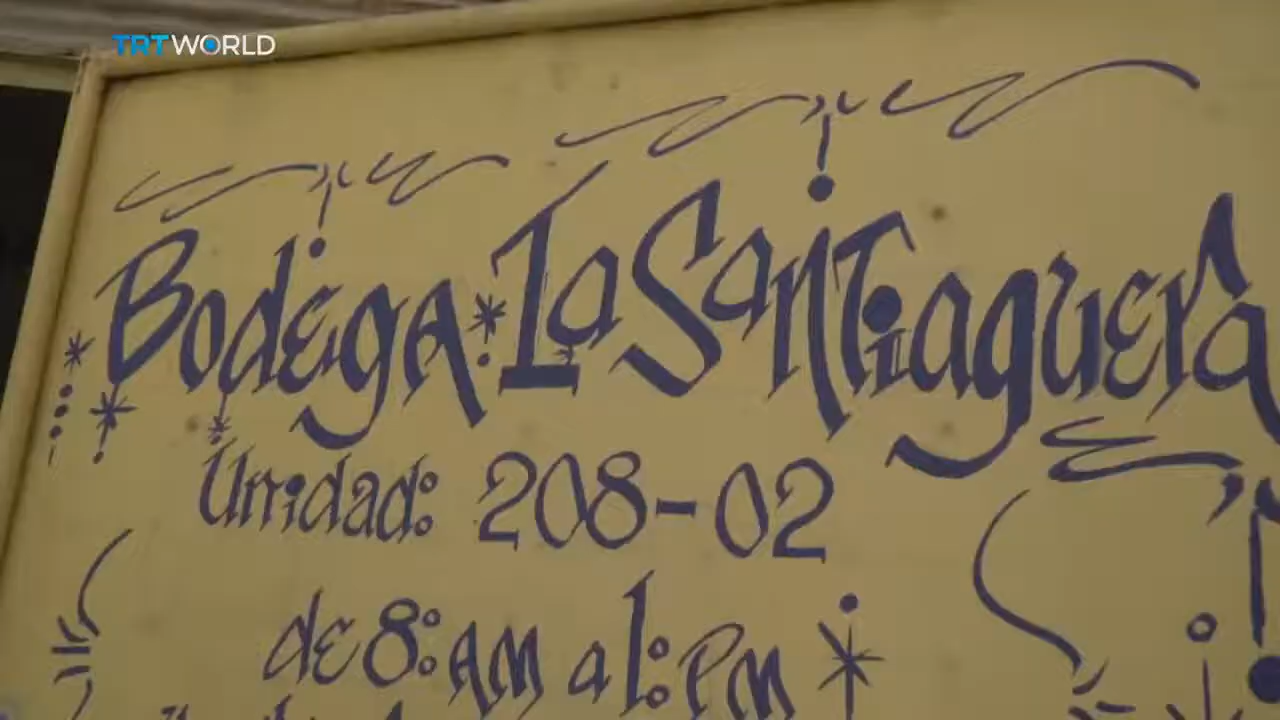 TRT WORLD
Bodega: La Santiaguera
Unidad: 208-02
de 8: AM a 1: PM